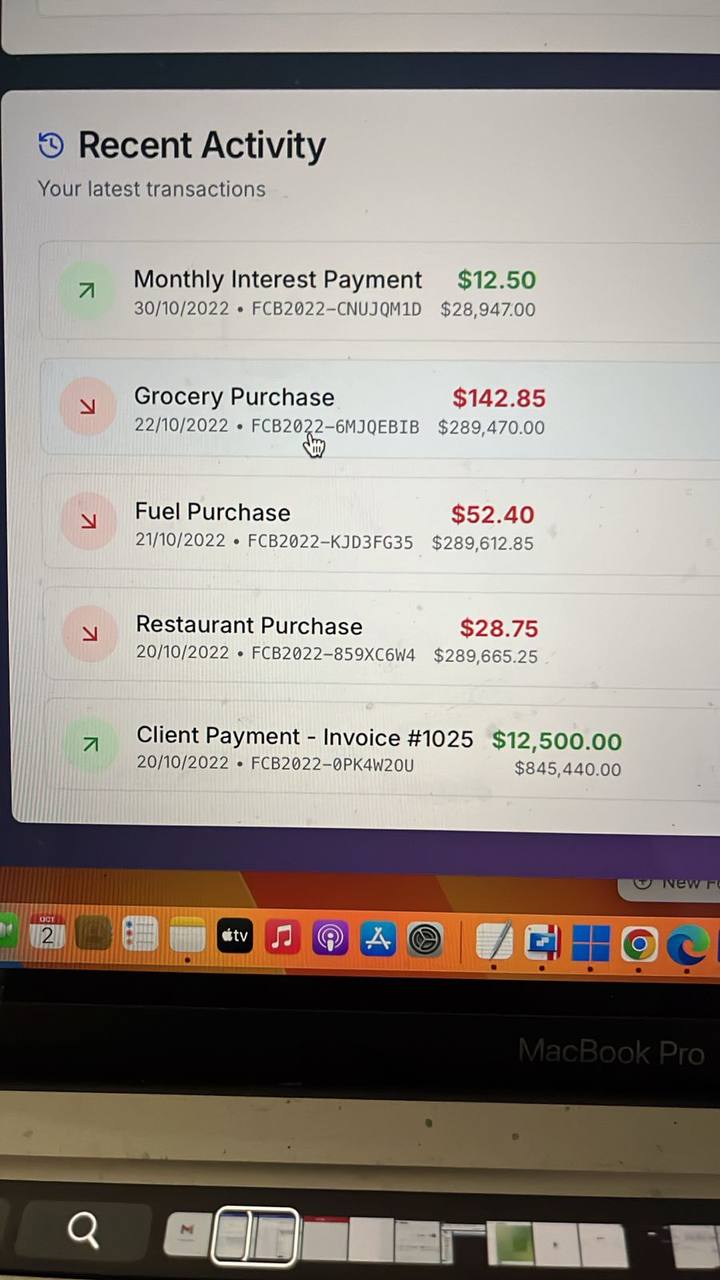 Recent Activity
Your latest transactions
Monthly Interest Payment $12.50
30/10/2022 • FCB2022-CNUJQM1D $28,947.00
Grocery Purchase $142.85
22/10/2022 • FCB2022-6MJQEBIB $289,470.00
Fuel Purchase $52.40
21/10/2022 • FCB2022-KJD3FG35 $289,612.85
Restaurant Purchase $28.75
20/10/2022 • FCB2022-859XC6W4 $289,665.25
Client Payment - Invoice #1025 $12,500.00
20/10/2022 • FCB2022-0PK4W2OU $845,440.00
New
OCT
2
tv
MacBook Pro